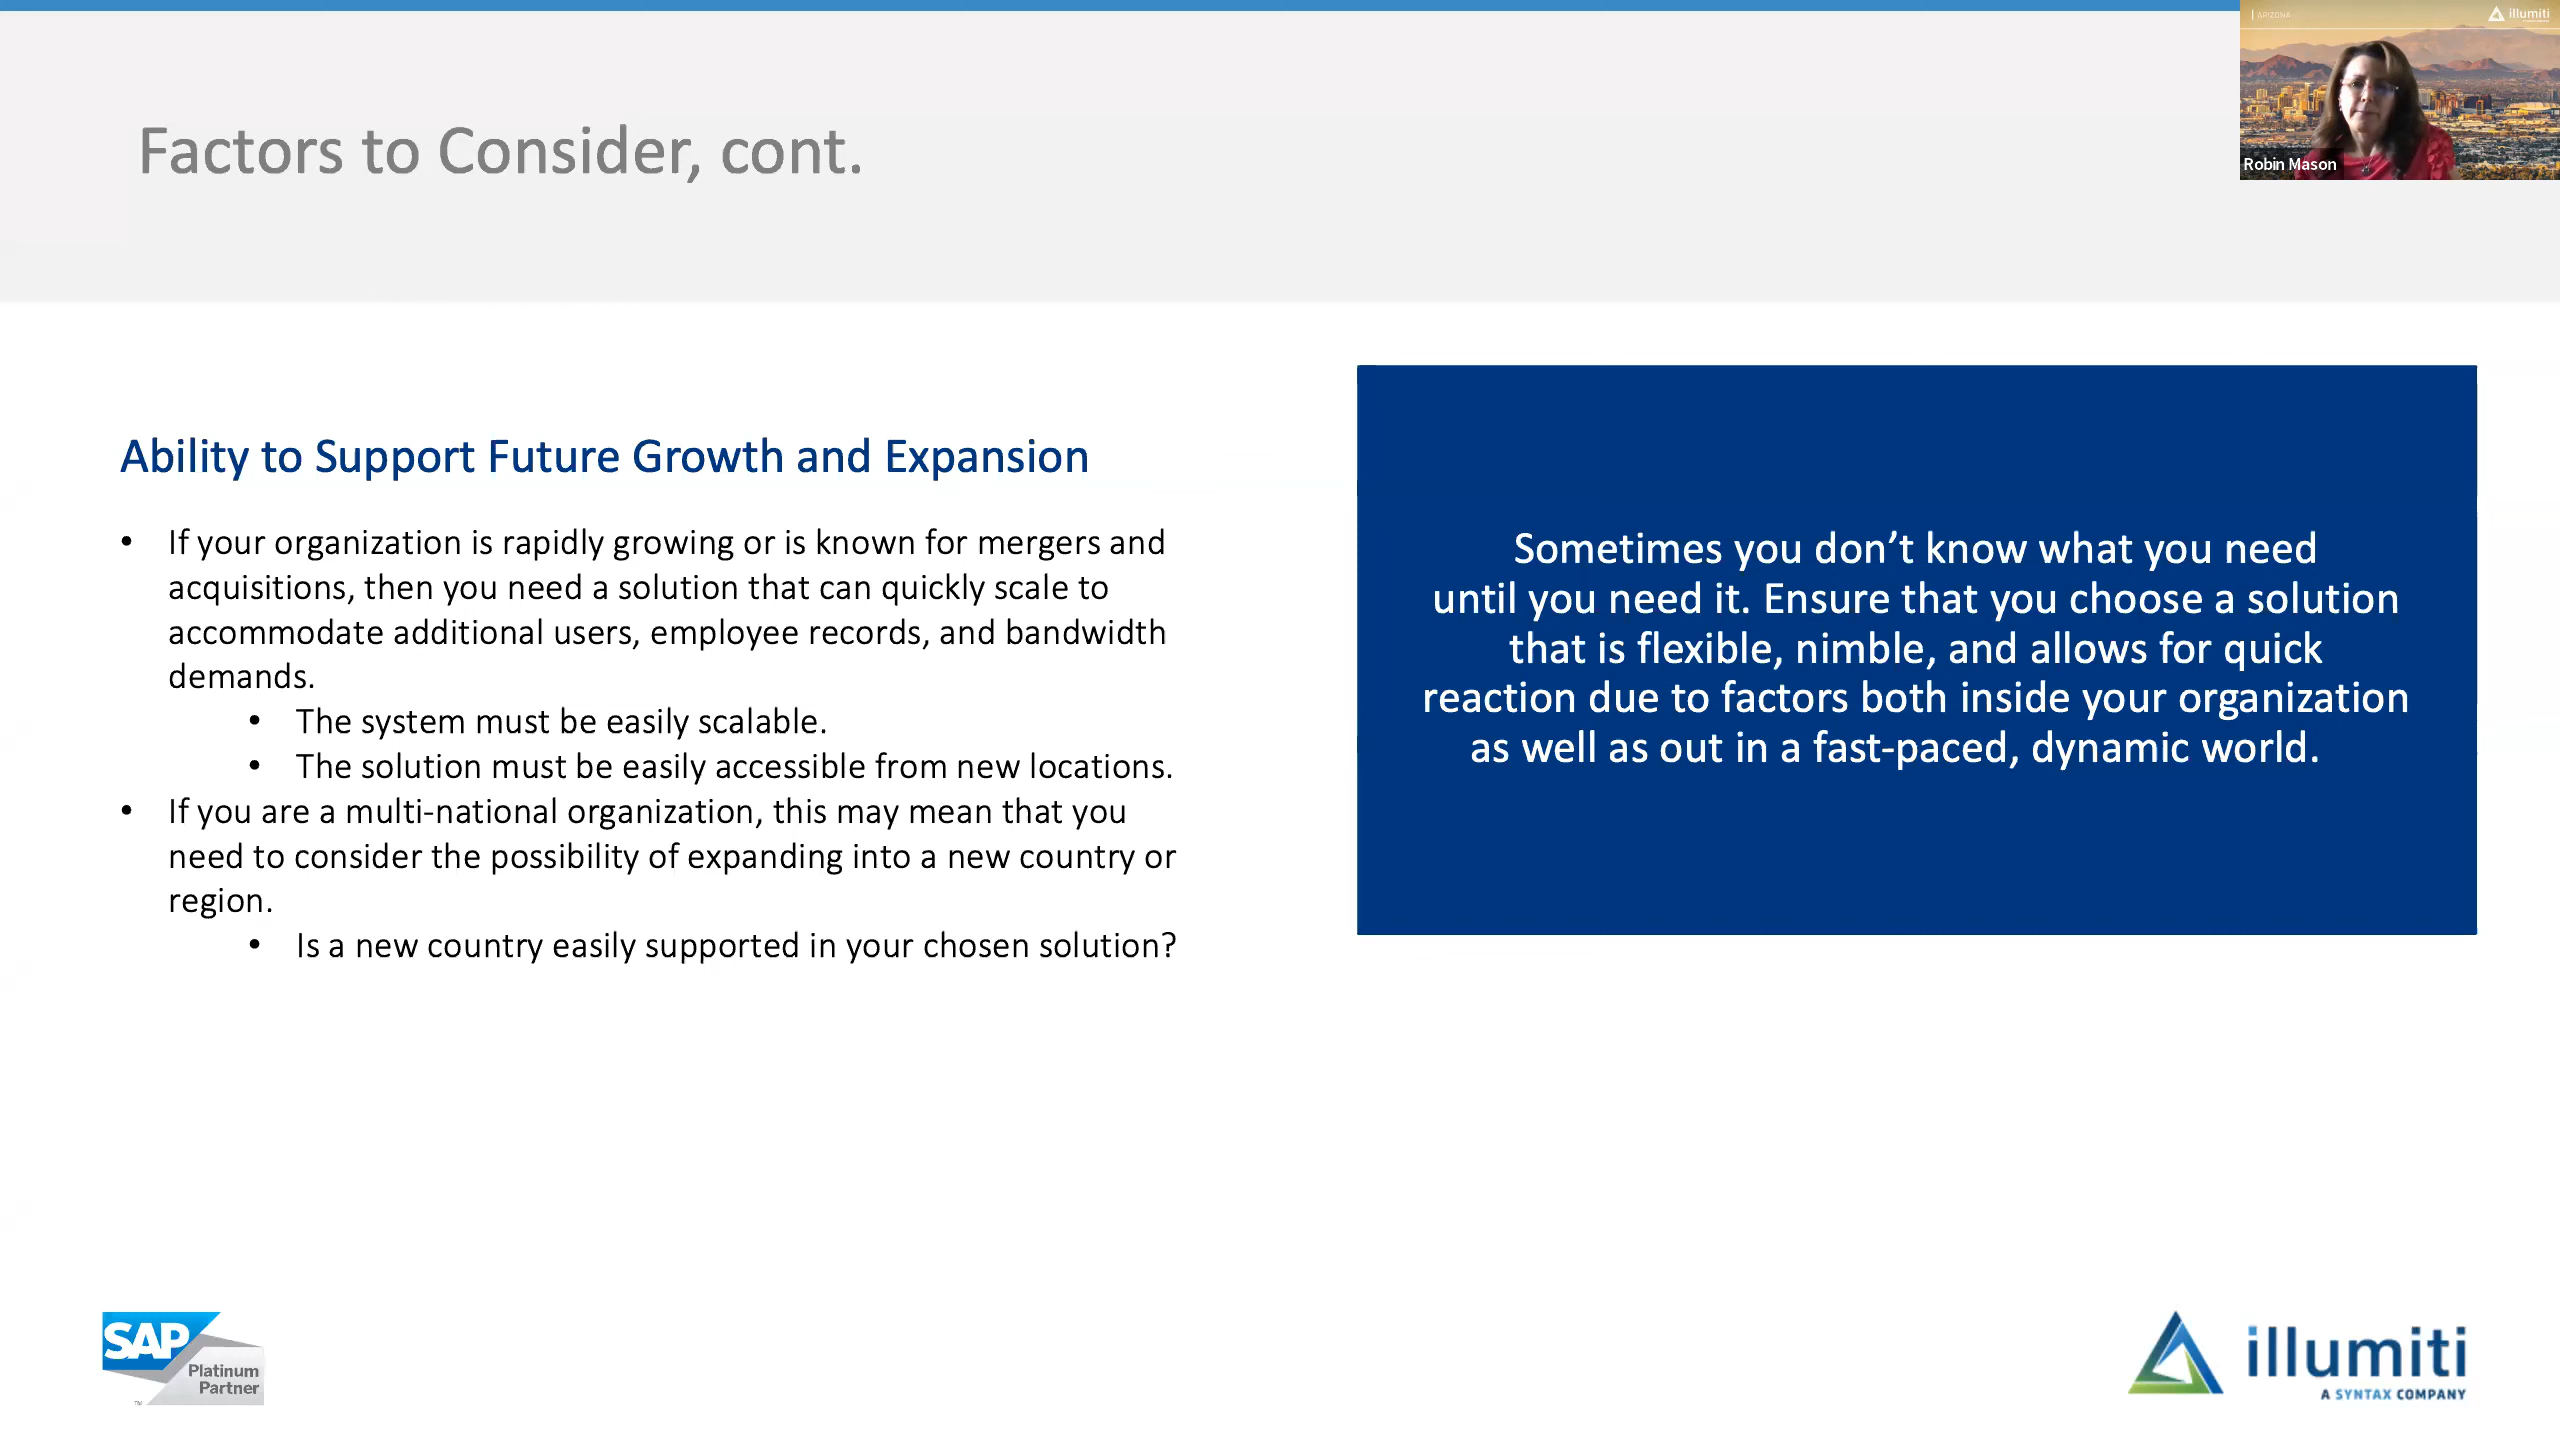 | ARIZONA
illumiti
Robin Mason
Factors to Consider, cont.
Ability to Support Future Growth and Expansion
• If your organization is rapidly growing or is known for mergers and
acquisitions, then you need a solution that can quickly scale to
accommodate additional users, employee records, and bandwidth
demands.
• The system must be easily scalable.
• The solution must be easily accessible from new locations.
• If you are a multi-national organization, this may mean that you
need to consider the possibility of expanding into a new country or
region.
• Is a new country easily supported in your chosen solution?
Sometimes you don’t know what you need
until you need it. Ensure that you choose a solution
that is flexible, nimble, and allows for quick
reaction due to factors both inside your organization
as well as out in a fast-paced, dynamic world.
SAP
Platinum
Partner
™
illumiti
A SYNTAX COMPANY